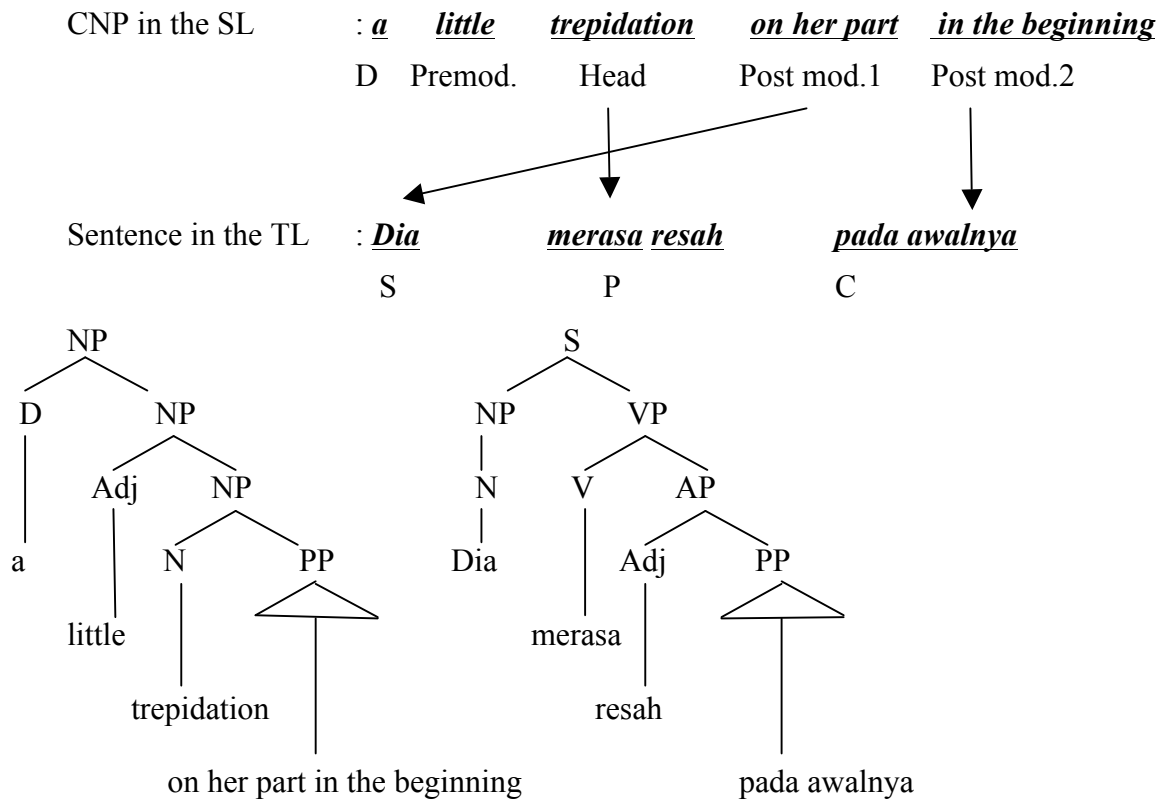 CNP in the SL : a little trepidation on her part in the beginning
D Premod. Head Post mod.1 Post mod.2
Sentence in the TL : Dia merasa resah pada awalnya
S P C
NP S
D NP NP VP
Adj NP N V AP
a N PP Dia Adj PP
little merasa
trepidation resah
on her part in the beginning pada awalnya